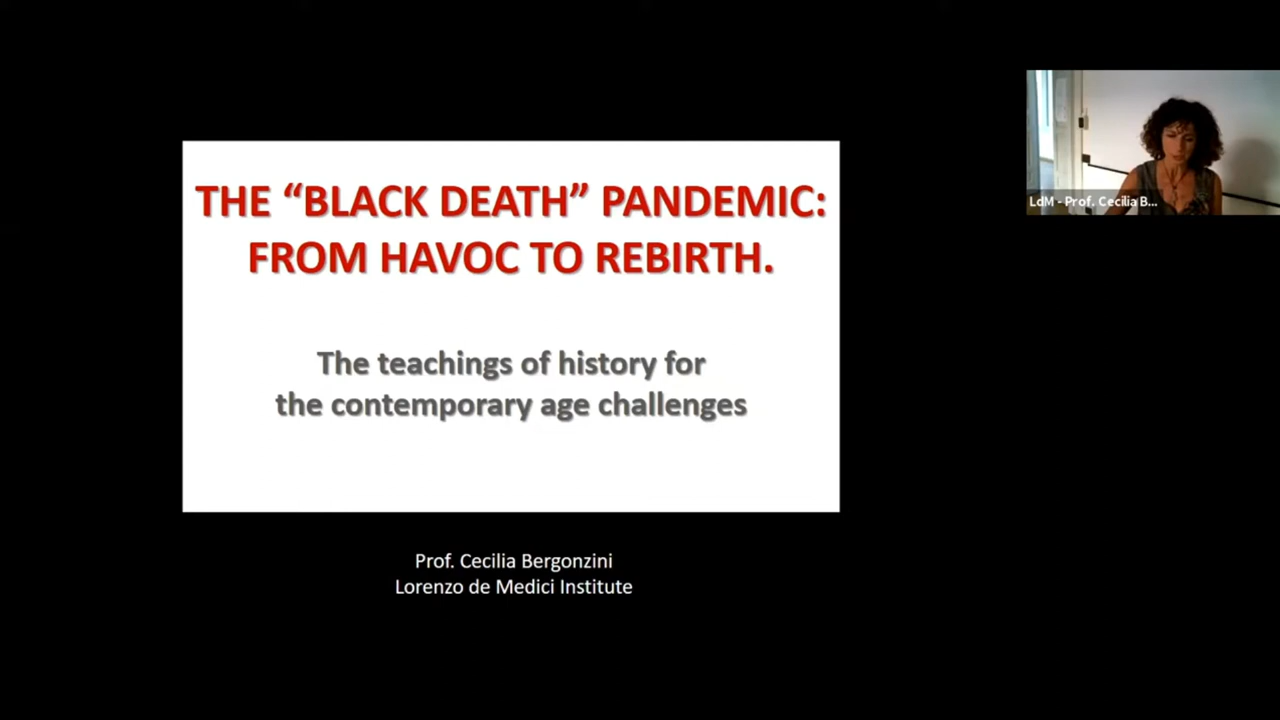 THE “BLACK DEATH” PANDEMIC:
FROM HAVOC TO REBIRTH.
The teachings of history for
the contemporary age challenges
Prof. Cecilia Bergonzini
Lorenzo de Medici Institute
LdM - Prof. Cecilia B...